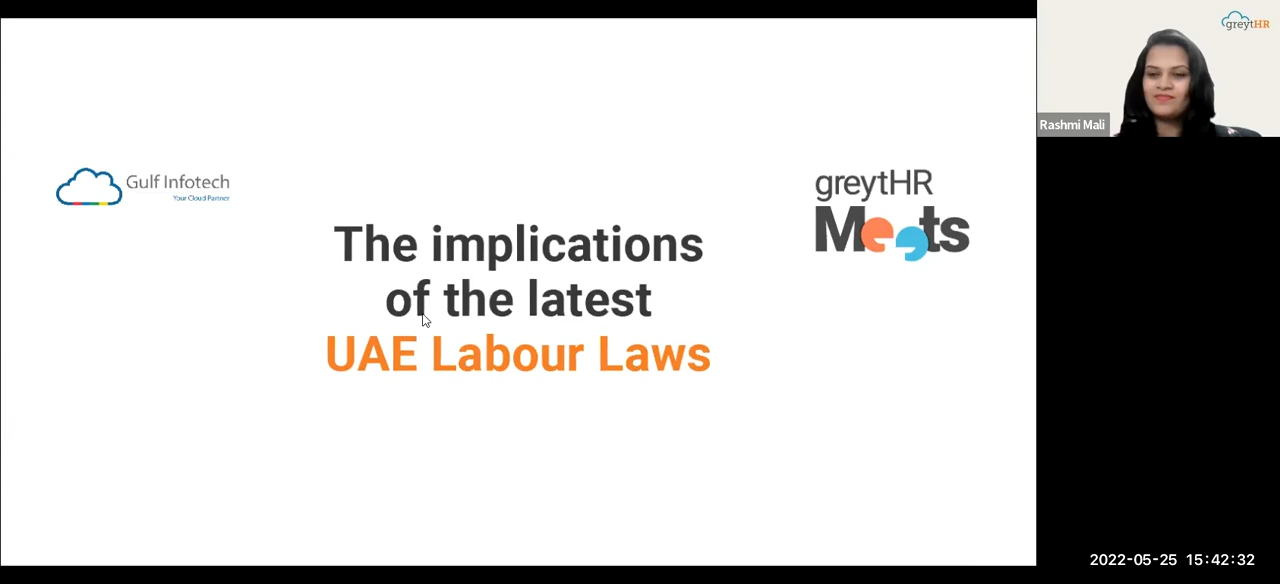 Gulf Infotech
Your Cloud Partner
greytHR
Meets
The implications
of the latest
UAE Labour Laws
greytHR
Rashmi Mali
2022-05-25 15:42:32